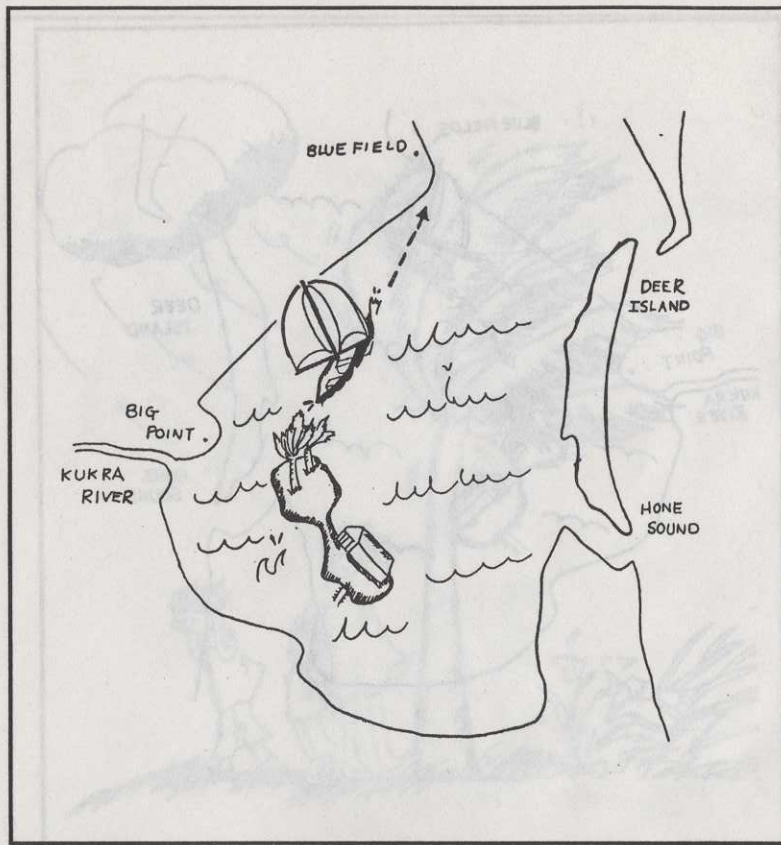 BLUE FIELD
DEER
ISLAND
BIG
POINT
KUKRA
RIVER
HONE
SOUND